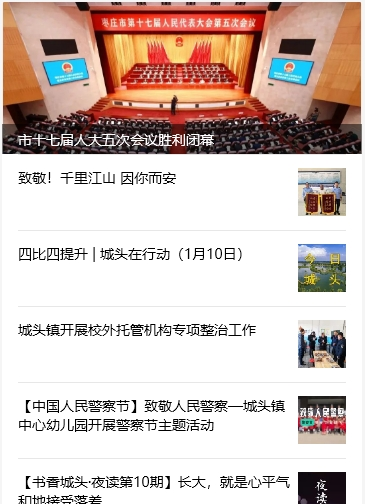 枣庄市第十七届人民代表大会第五次会议
市十七届人大五次会议胜利闭幕
致敬！千里江山 因你而安
四比四提升 | 城头在行动（1月10日）
今日
城头
城头镇开展校外托管机构专项整治工作
【中国人民警察节】致敬人民警察—城头镇
中心幼儿园开展警察节主题活动
【书香城头·夜读第10期】长大，就是心平气
和地接受落差
夜读